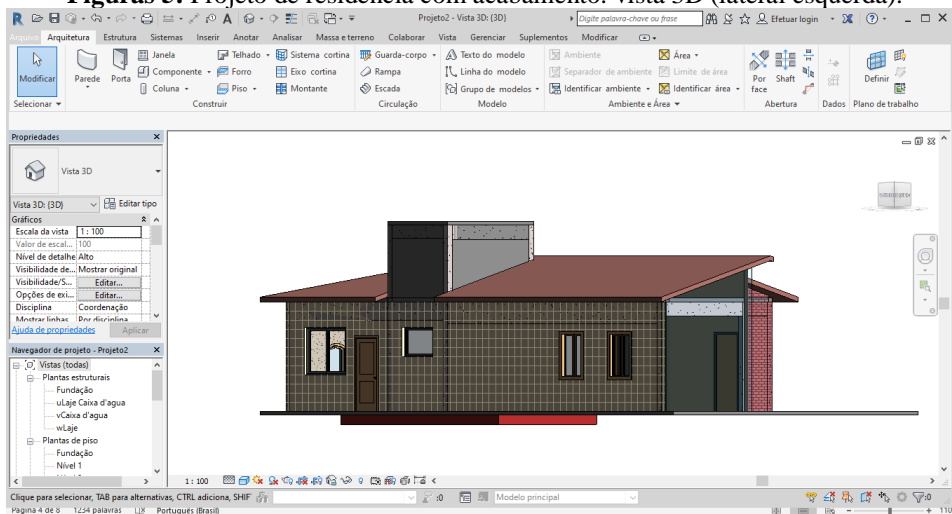 Figuras 3. Projeto de residência com acabamento. Vista 3D (lateral esquerda).
Projeto2 - Vista 3D: {3D}
Digite palavra-chave ou frase
Efetuar login
Arquivo Arquitetura Estrutura Sistemas Inserir Anotar Analisar Massa e terreno Colaborar Vista Gerenciar Suplementos Modificar
Janela Telhado Sistema cortina Guarda-corpo Texto do modelo Ambiente Área
Modificar Parede Porta Componente Forro Eixo cortina Rampa Linha do modelo Separador de ambiente Limite de área Por face Shaft Definir
Coluna Piso Montante Escada Grupo de modelos Identificar ambiente Identificar área
Selecionar Construir Circulação Modelo Ambiente e Área Abertura Dados Plano de trabalho
Propriedades
Vista 3D
Vista 3D: {3D} Editar tipo
Gráficos
Escala da vista 1 : 100
Valor de escal... 100
Nível de detalhe Alto
Visibilidade de... Mostrar original
Visibilidade/S... Editar...
Opções de exi... Editar...
Disciplina Coordenação
Mostrar linhas Por disciplina
Ajuda de propriedades Aplicar
Navegador de projeto - Projeto2
Vistas (todas)
Plantas estruturais
Fundação
uLaje Caixa d'agua
vCaixa d'agua
wLaje
Plantas de piso
Fundação
Nível 1
1 : 100
Clique para selecionar, TAB para alternativas, CTRL adiciona, SHIF
:0 Modelo principal :0
Página 4 de 8 1234 palavras Português (Brasil)